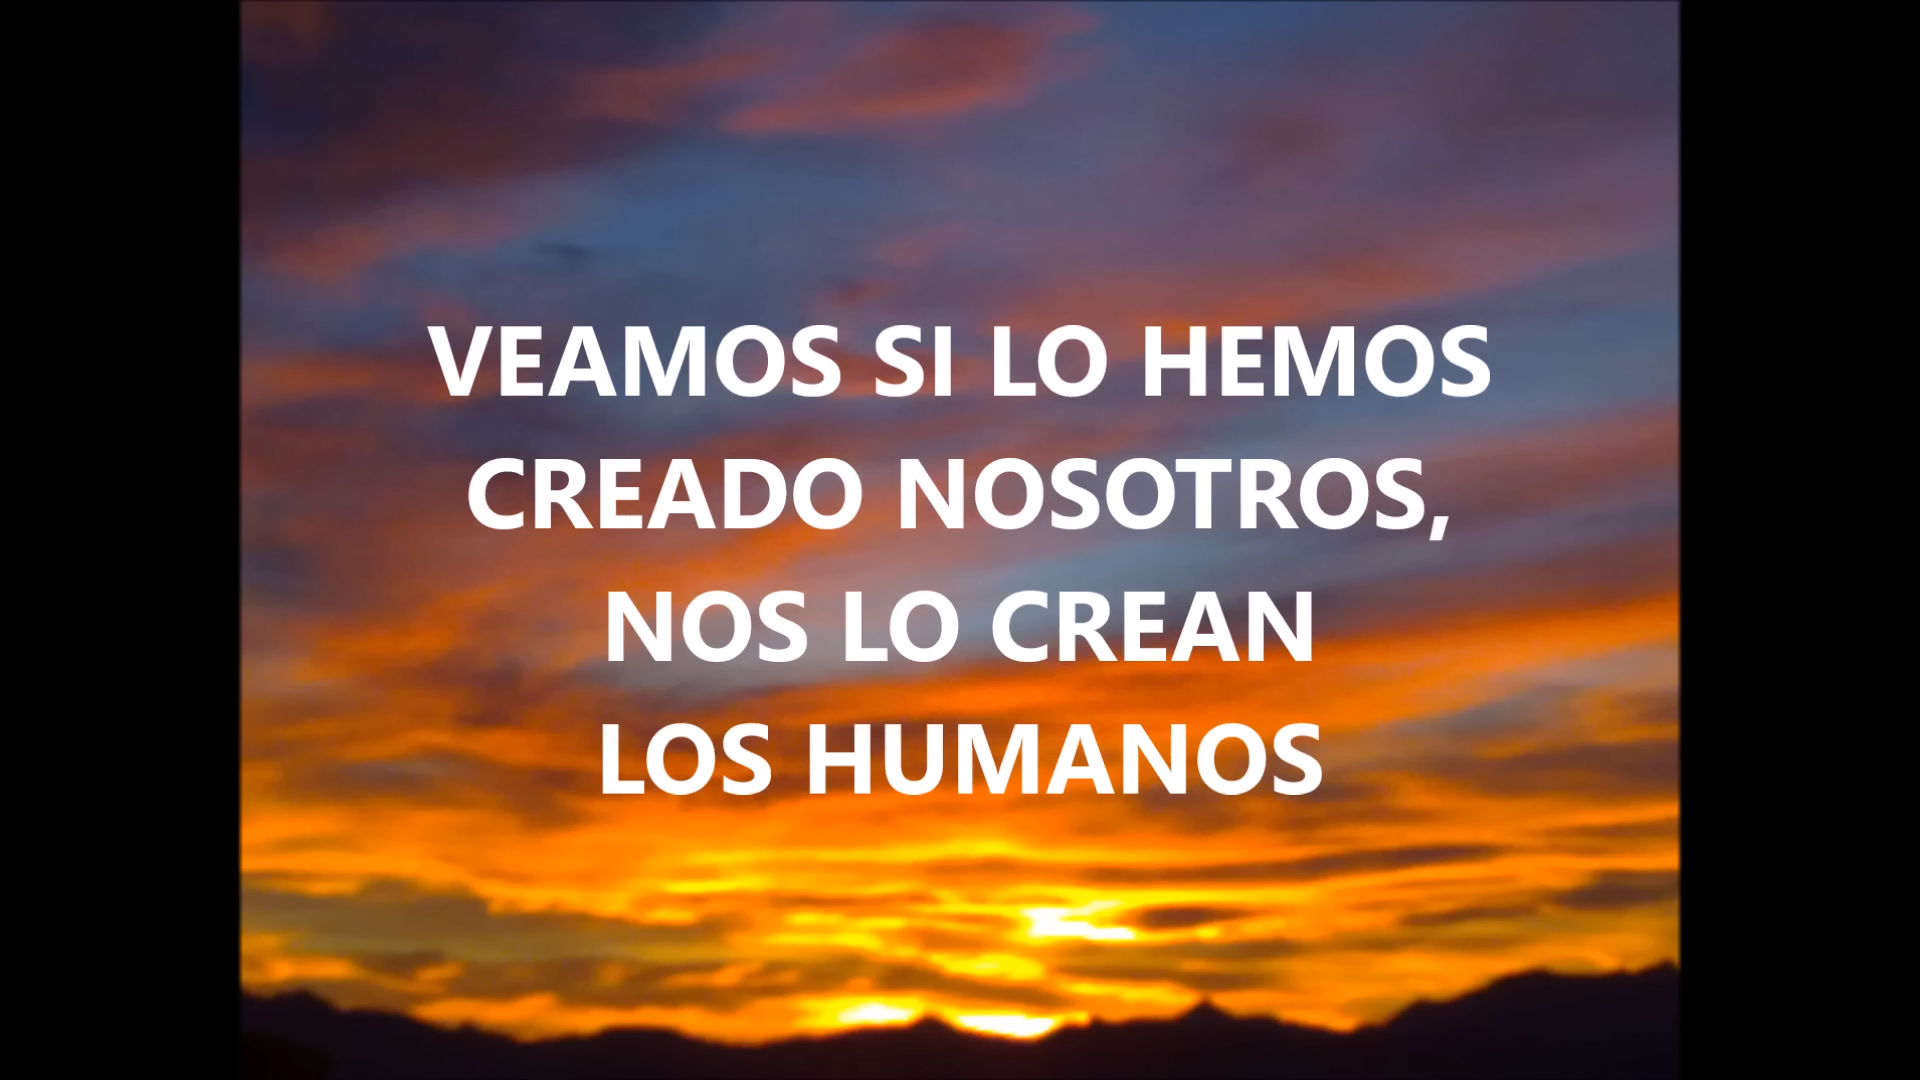 VEAMOS SI LO HEMOS
CREADO NOSOTROS,
NOS LO CREAN
LOS HUMANOS